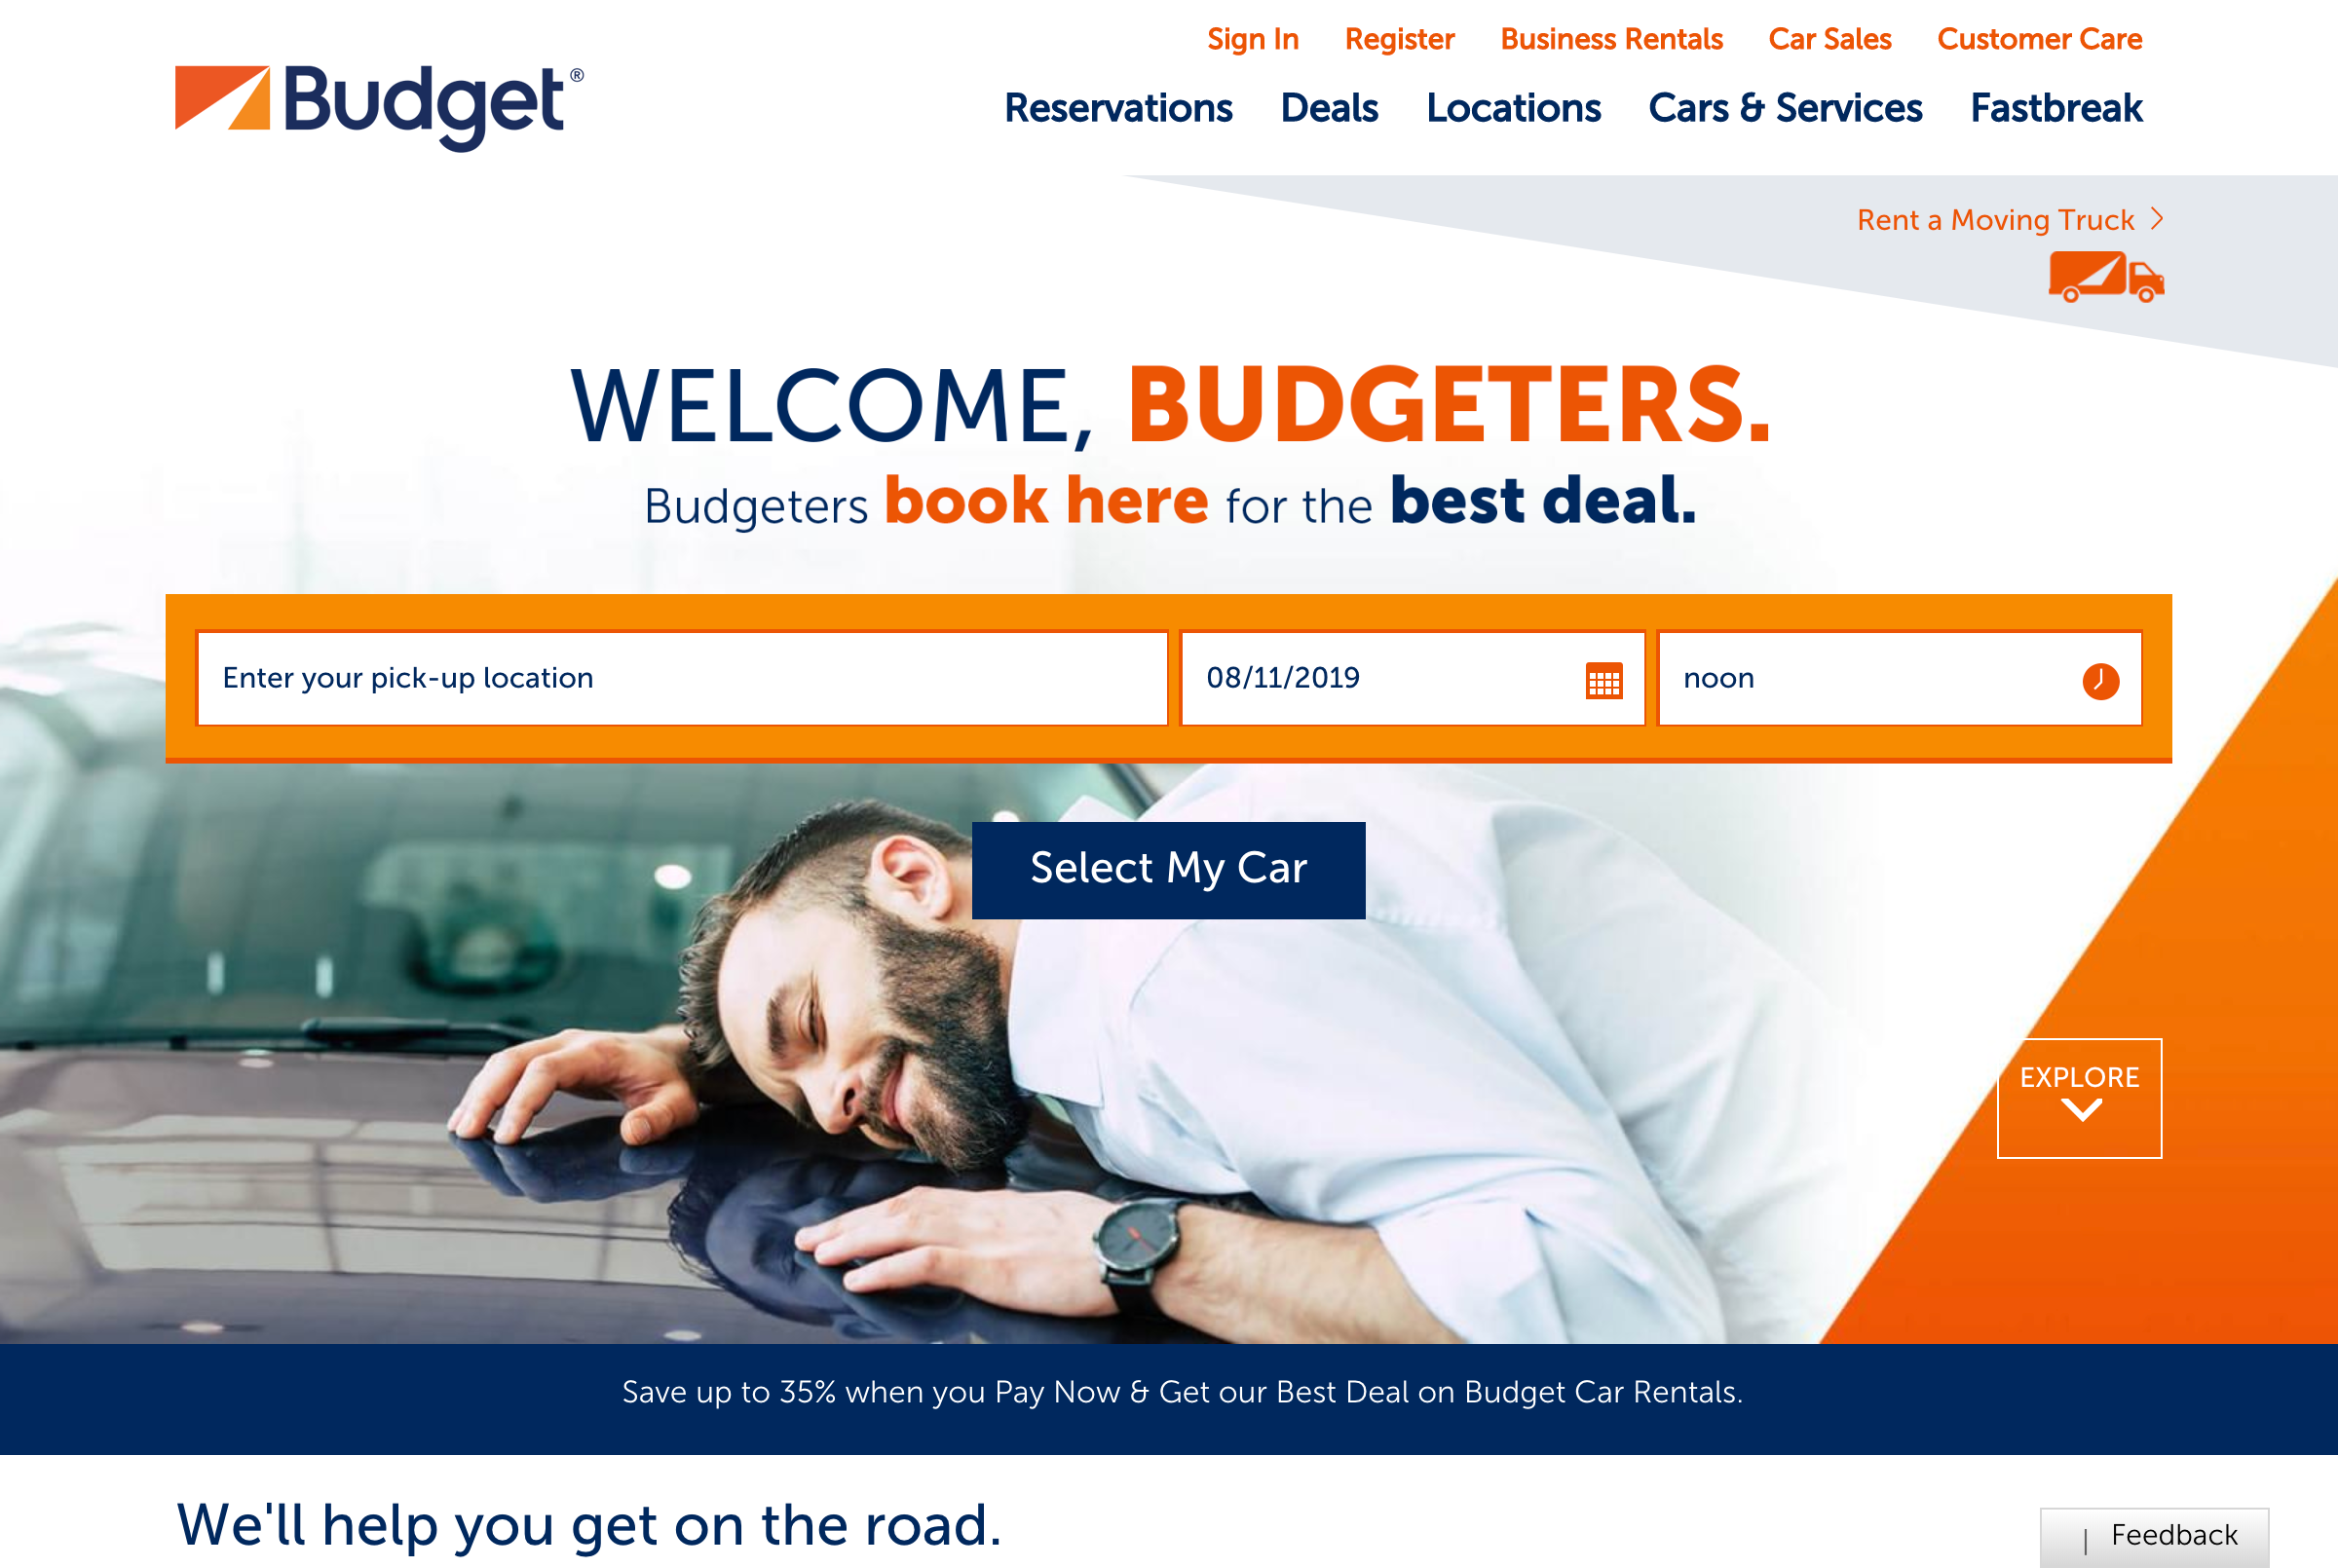 Sign In Register Business Rentals Car Sales Customer Care
Budget®
Reservations Deals Locations Cars & Services Fastbreak
Rent a Moving Truck
WELCOME, BUDGETERS.
Budgeters book here for the best deal.
Enter your pick-up location 08/11/2019 noon
Select My Car
EXPLORE
Save up to 35% when you Pay Now & Get our Best Deal on Budget Car Rentals.
We'll help you get on the road.
| Feedback